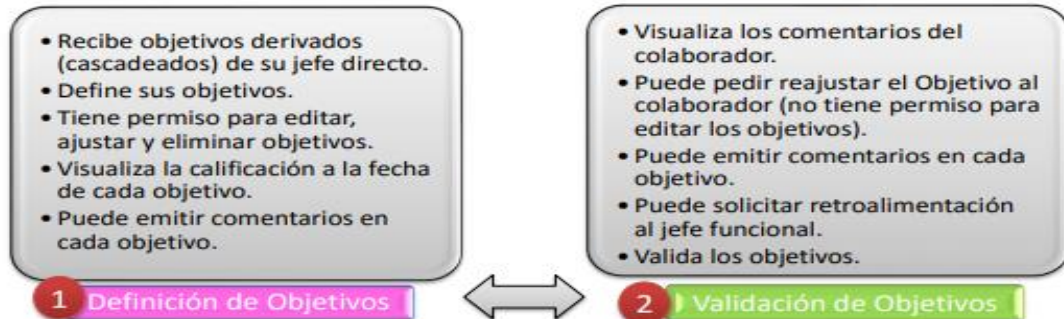 • Recibe objetivos derivados
(cascadeados) de su jefe directo.
• Define sus objetivos.
• Tiene permiso para editar,
ajustar y eliminar objetivos.
• Visualiza la calificación a la fecha
de cada objetivo.
• Puede emitir comentarios en
cada objetivo.
1 Definición de Objetivos
• Visualiza los comentarios del
colaborador.
• Puede pedir reajustar el Objetivo al
colaborador (no tiene permiso para
editar los objetivos).
• Puede emitir comentarios en cada
objetivo.
• Puede solicitar retroalimentación
al jefe funcional.
• Valida los objetivos.
2 Validación de Objetivos